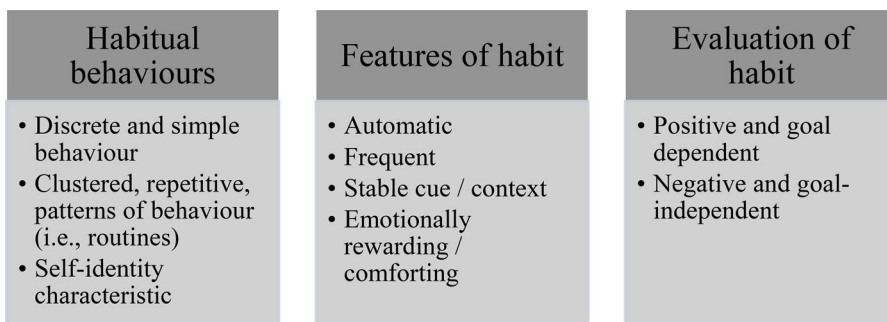 Habitual
behaviours
• Discrete and simple
behaviour
• Clustered, repetitive,
patterns of behaviour
(i.e., routines)
• Self-identity
characteristic
Features of habit
• Automatic
• Frequent
• Stable cue / context
• Emotionally
rewarding /
comforting
Evaluation of
habit
• Positive and goal
dependent
• Negative and goal-
independent